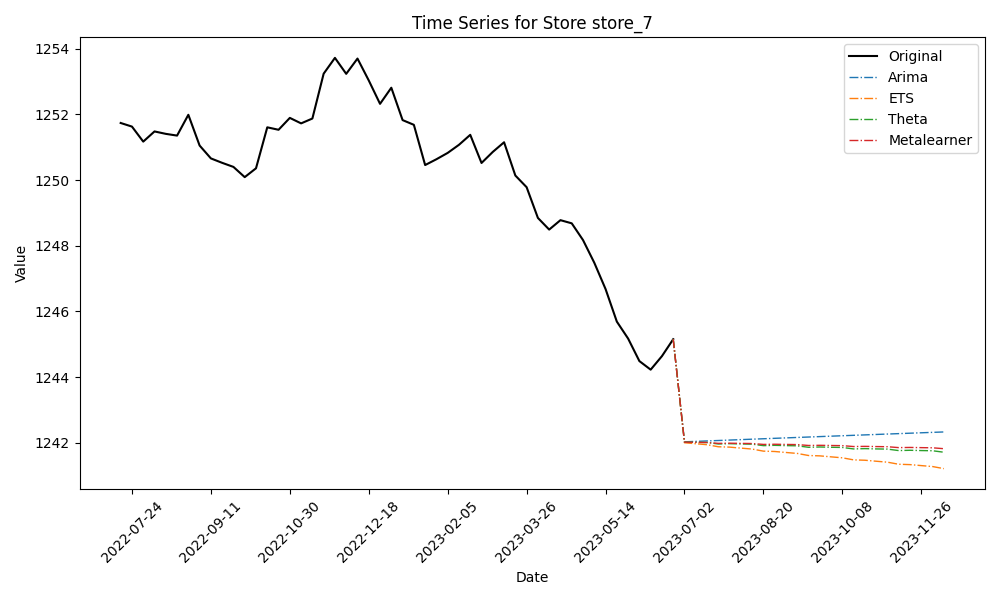 Time Series for Store store_7
Value
1254
1252
1250
1248
1246
1244
1242
Original
Arima
ETS
Theta
Metalearner
2022-07-24
2022-09-11
2022-10-30
2022-12-18
2023-02-05
2023-03-26
2023-05-14
2023-07-02
2023-08-20
2023-10-08
2023-11-26
Date